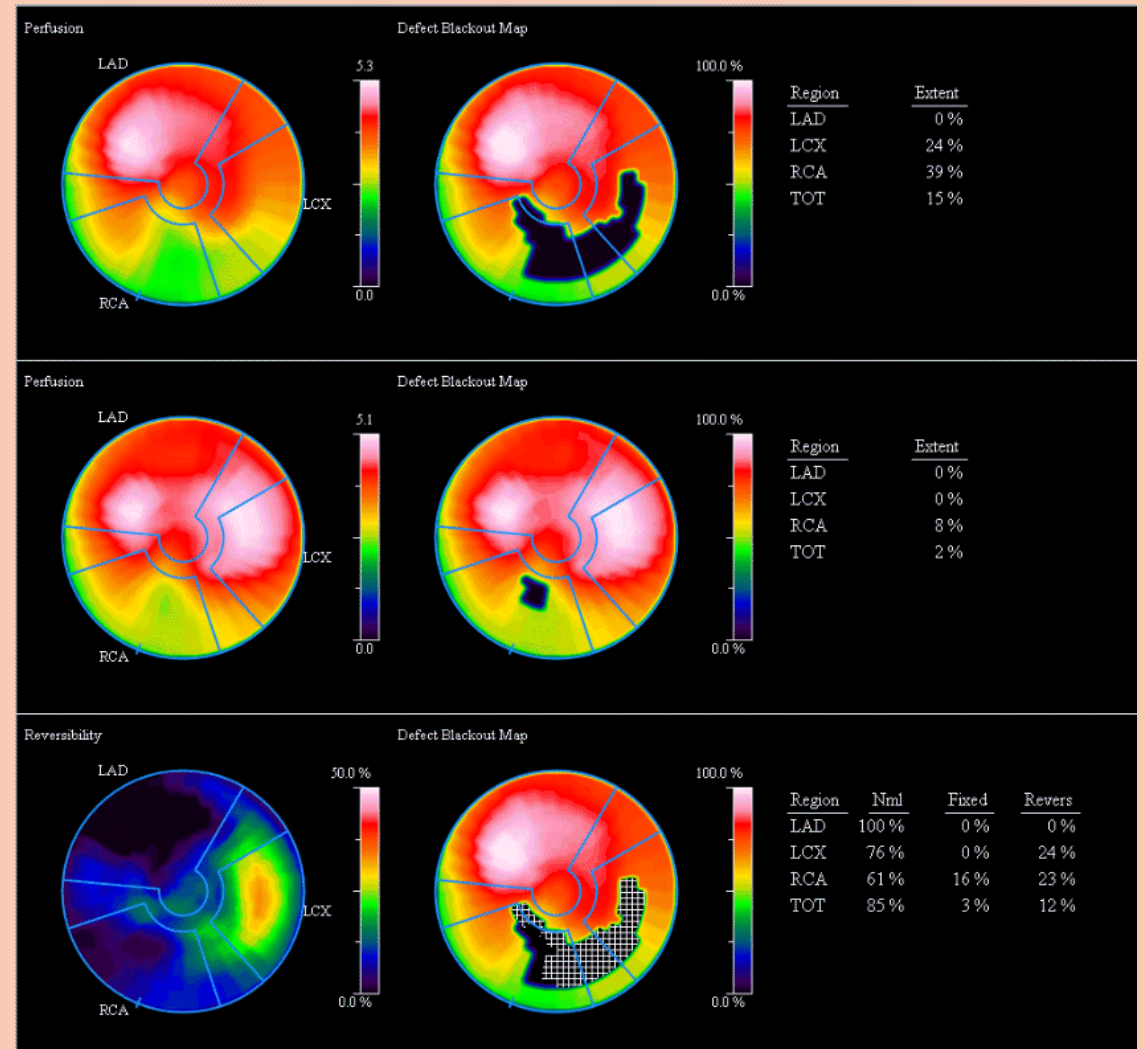 Perfusion Defect Blackout Map
LAD 5.3 100.0 %
Region Extent
LAD 0 %
LCX 24 %
RCA 39 %
TOT 15 %
LCX
RCA 0.0 0.0 %
Perfusion Defect Blackout Map
LAD 5.1 100.0 %
Region Extent
LAD 0 %
LCX 0 %
RCA 8 %
TOT 2 %
LCX
RCA 0.0 0.0 %
Reversibility Defect Blackout Map
LAD 50.0 % 100.0 %
Region Nml Fixed Revers
LAD 100 % 0 % 0 %
LCX 76 % 0 % 24 %
RCA 61 % 16 % 23 %
TOT 85 % 3 % 12 %
LCX
RCA 0.0 % 0.0 %